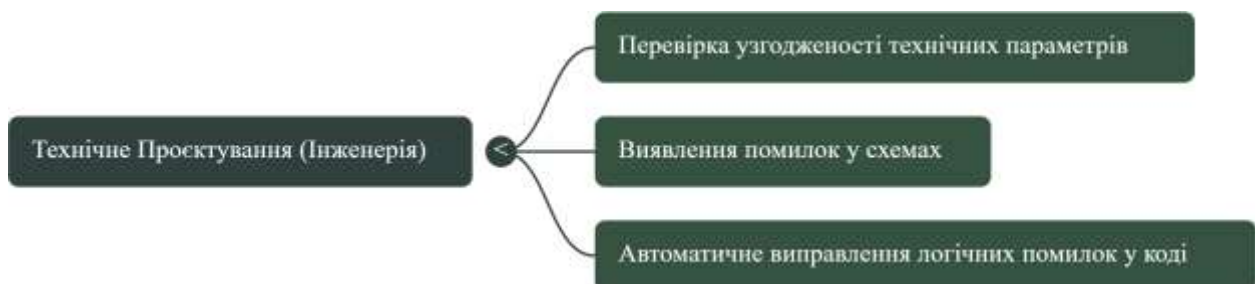 Перевірка узгодженості технічних параметрів
Технічне Проєктування (Інженерія)
<
Виявлення помилок у схемах
Автоматичне виправлення логічних помилок у коді